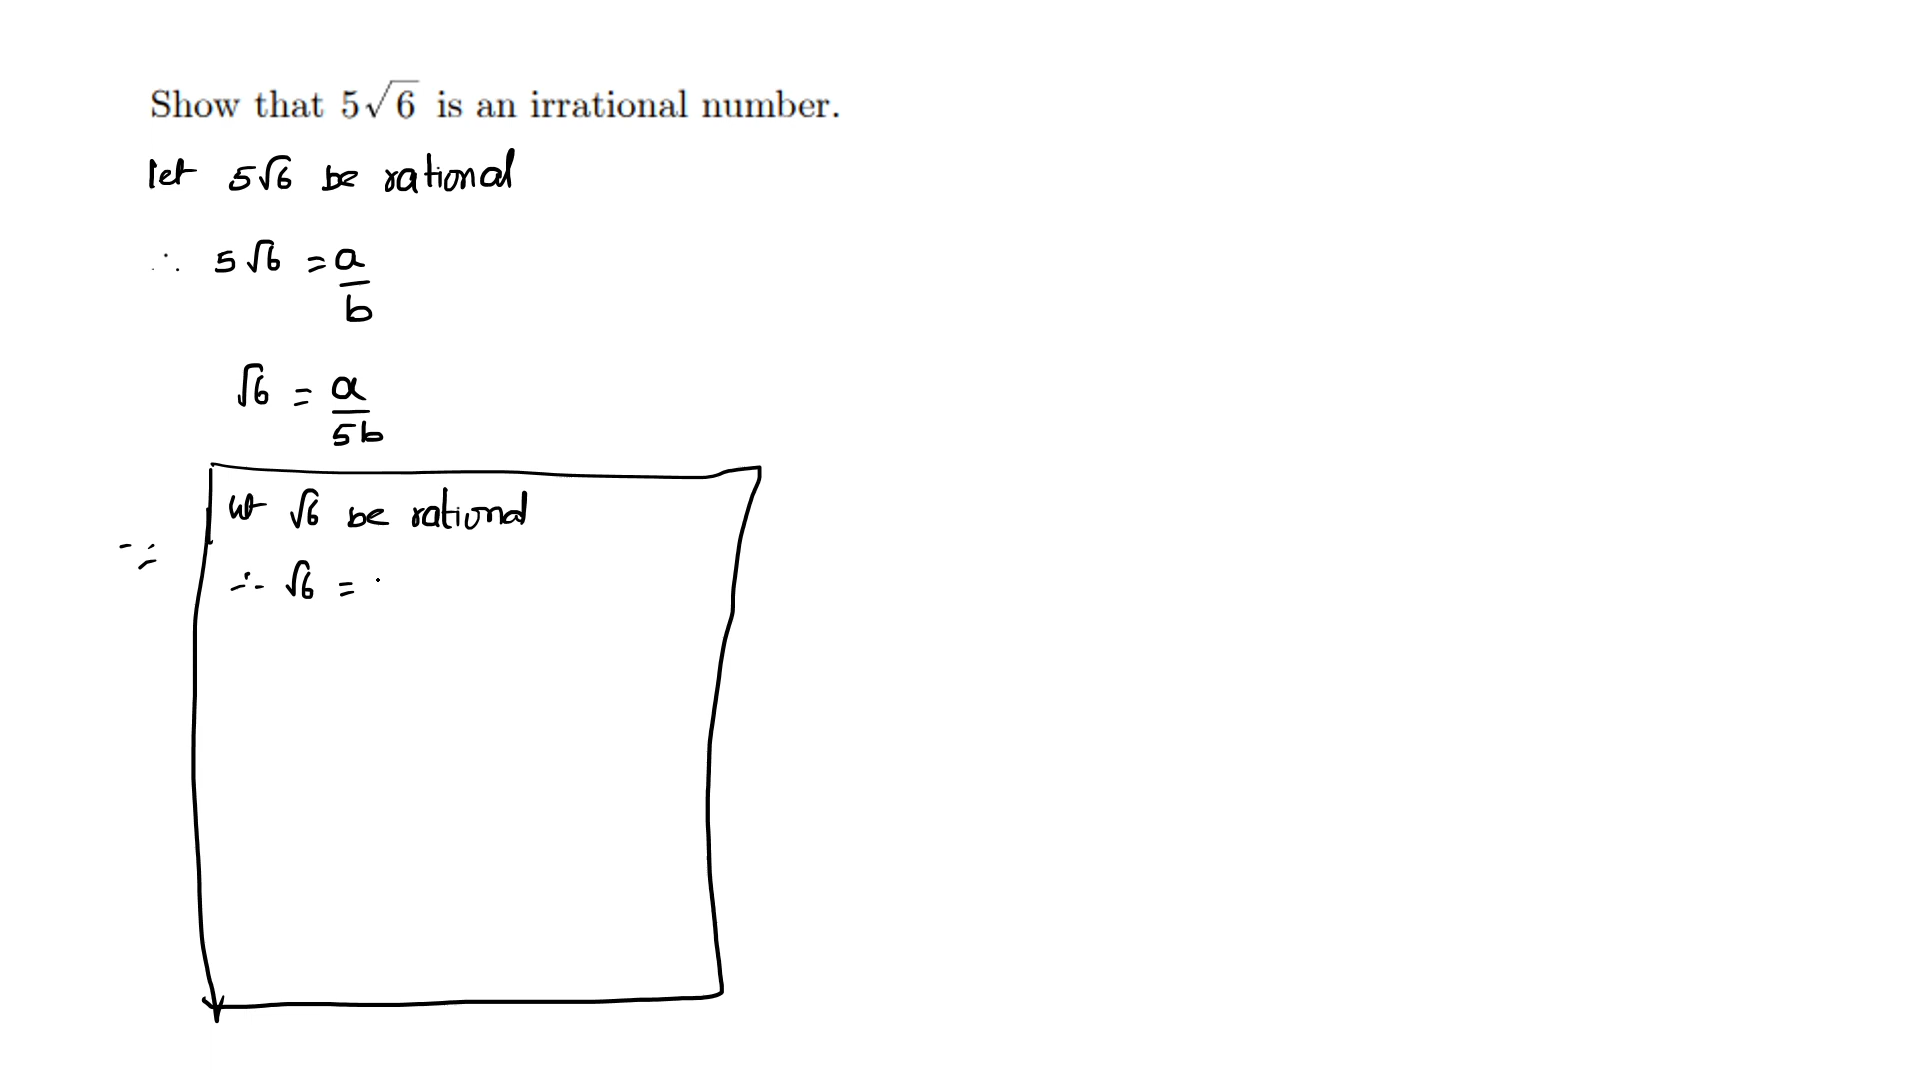 Show that 5√6 is an irrational number.
let 5√6 be rational
∴ 5√6 = a/b
√6 = a/5b
let √6 be rational
∴ √6 =